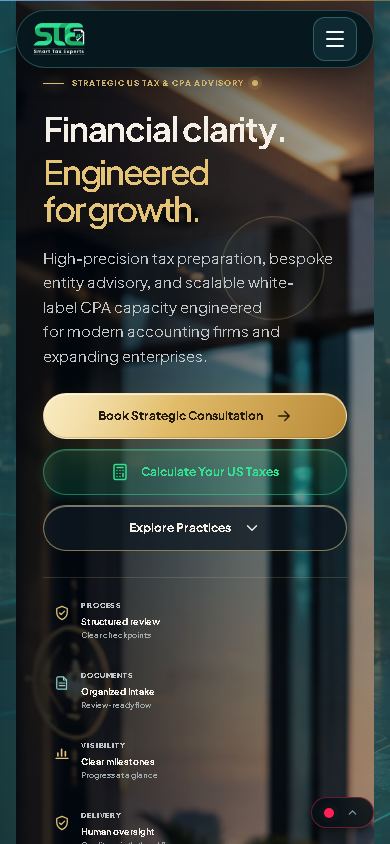 STE
Smart Tax Experts
STRATEGIC US TAX & CPA ADVISORY
Financial clarity.
Engineered
for growth.
High-precision tax preparation, bespoke
entity advisory, and scalable white-
label CPA capacity engineered
for modern accounting firms and
expanding enterprises.
Book Strategic Consultation
Calculate Your US Taxes
Explore Practices
PROCESS
Structured review
Clear checkpoints
DOCUMENTS
Organized intake
Review-ready flow
VISIBILITY
Clear milestones
Progress at a glance
DELIVERY
Human oversight